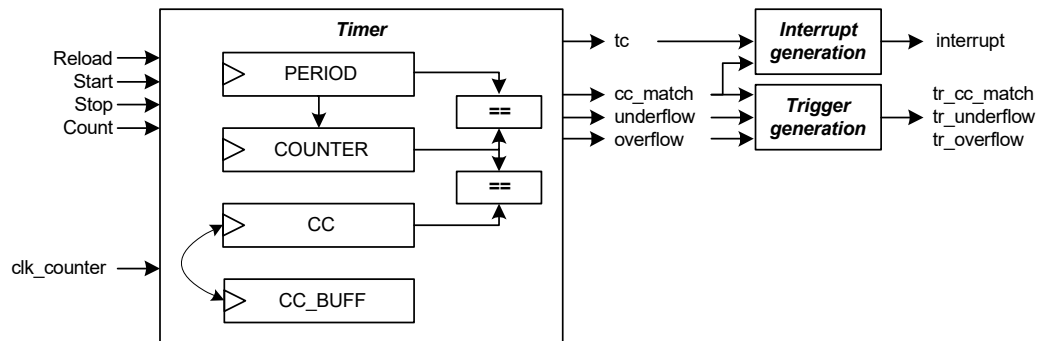 Timer
Reload
Start
Stop
Count
clk_counter
PERIOD
COUNTER
CC
CC_BUFF
==
==
tc
cc_match
underflow
overflow
Interrupt
generation
Trigger
generation
interrupt
tr_cc_match
tr_underflow
tr_overflow